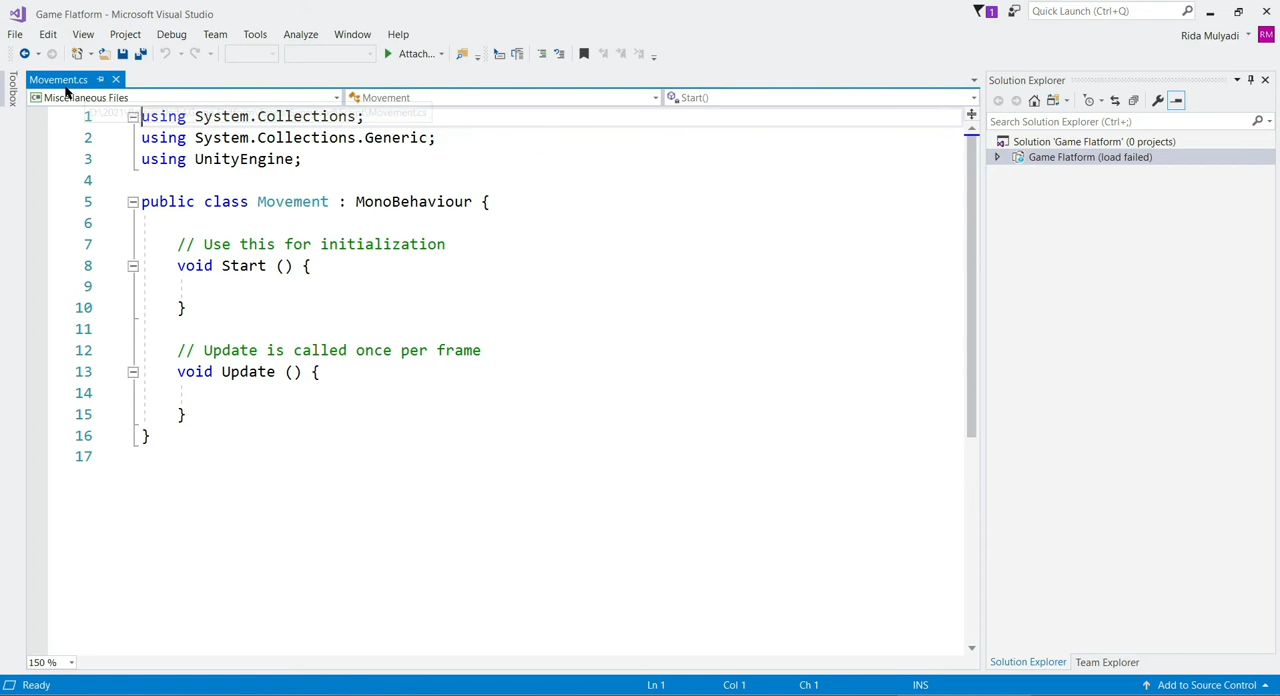 Game Flatform - Microsoft Visual Studio
1
Quick Launch (Ctrl+Q)
File Edit View Project Debug Team Tools Analyze Window Help
Rida Mulyadi RM
Attach...
Toolbox
Movement.cs
Miscellaneous Files Movement Start()
1 using System.Collections;
2 using System.Collections.Generic;
3 using UnityEngine;
4
5 public class Movement : MonoBehaviour {
6
7 // Use this for initialization
8 void Start () {
9
10 }
11
12 // Update is called once per frame
13 void Update () {
14
15 }
16 }
17
150 %
Solution Explorer
Search Solution Explorer (Ctrl+;)
Solution 'Game Flatform' (0 projects)
Game Flatform (load failed)
Solution Explorer Team Explorer
Ready Ln 1 Col 1 Ch 1 INS Add to Source Control